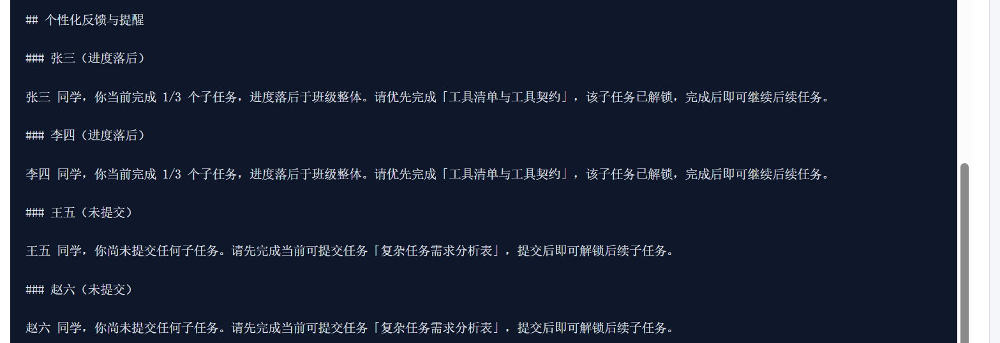 ## 个性化反馈与提醒
### 张三（进度落后）
张三 同学，你当前完成 1/3 个子任务，进度落后于班级整体。请优先完成「工具清单与工具契约」，该子任务已解锁，完成后即可继续后续任务。
### 李四（进度落后）
李四 同学，你当前完成 1/3 个子任务，进度落后于班级整体。请优先完成「工具清单与工具契约」，该子任务已解锁，完成后即可继续后续任务。
### 王五（未提交）
王五 同学，你尚未提交任何子任务。请先完成当前可提交任务「复杂任务需求分析表」，提交后即可解锁后续子任务。
### 赵六（未提交）
赵六 同学，你尚未提交任何子任务。请先完成当前可提交任务「复杂任务需求分析表」，提交后即可解锁后续子任务。